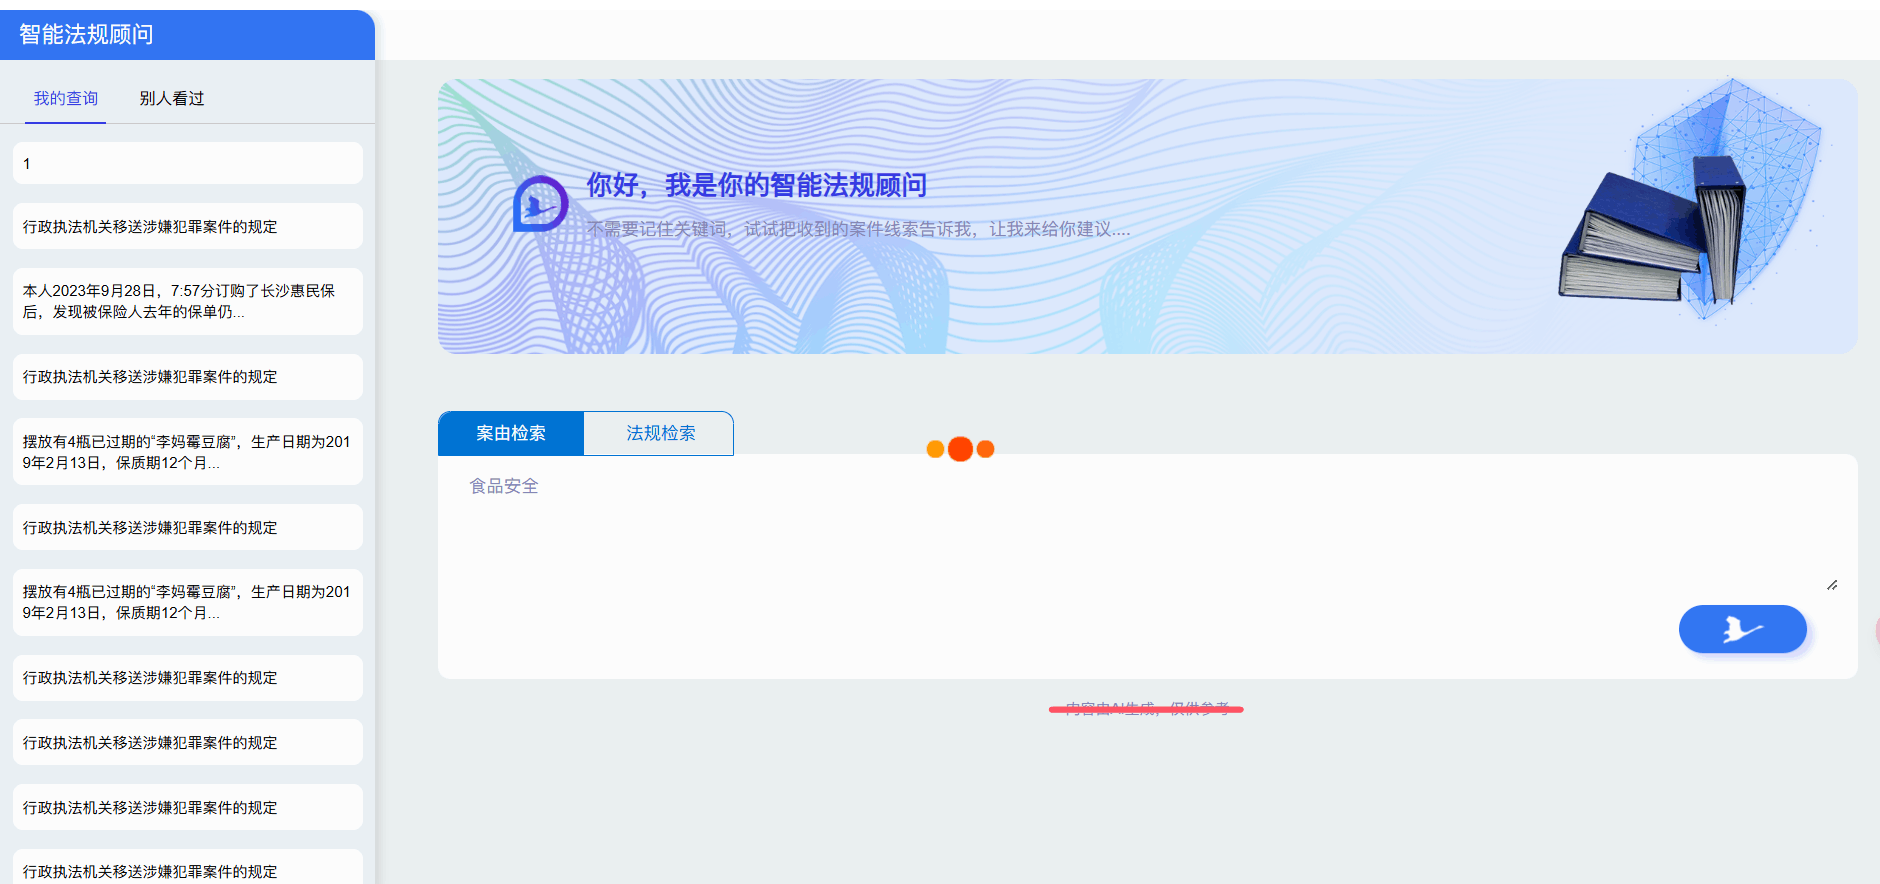 智能法规顾问
我的查询
别人看过
1
行政执法机关移送涉嫌犯罪案件的规定
本人2023年9月28日，7:57分订购了长沙惠民保
后，发现被保险人去年的保单仍...
行政执法机关移送涉嫌犯罪案件的规定
摆放有4瓶已过期的“李妈霉豆腐”，生产日期为201
9年2月13日，保质期12个月...
行政执法机关移送涉嫌犯罪案件的规定
摆放有4瓶已过期的“李妈霉豆腐”，生产日期为201
9年2月13日，保质期12个月...
行政执法机关移送涉嫌犯罪案件的规定
行政执法机关移送涉嫌犯罪案件的规定
行政执法机关移送涉嫌犯罪案件的规定
行政执法机关移送涉嫌犯罪案件的规定
你好，我是你的智能法规顾问
不需要记住关键词，试试把收到的案件线索告诉我，让我来给你建议....
案由检索
法规检索
食品安全
内容由AI生成，仅供参考